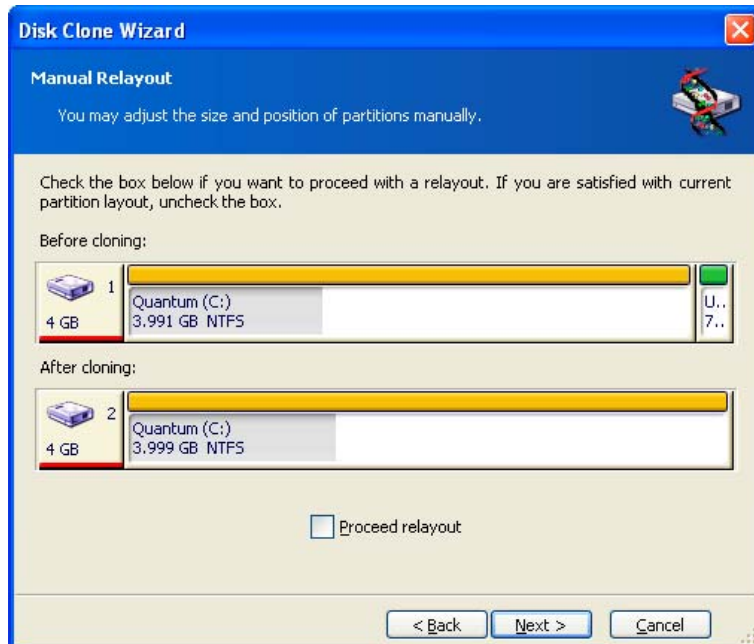 Disk Clone Wizard
Manual Relayout
You may adjust the size and position of partitions manually.
Check the box below if you want to proceed with a relayout. If you are satisfied with current
partition layout, uncheck the box.
Before cloning:
1
4 GB
Quantum (C:)
3.991 GB NTFS
U..
7..
After cloning:
2
4 GB
Quantum (C:)
3.999 GB NTFS
Proceed relayout
< Back
Next >
Cancel